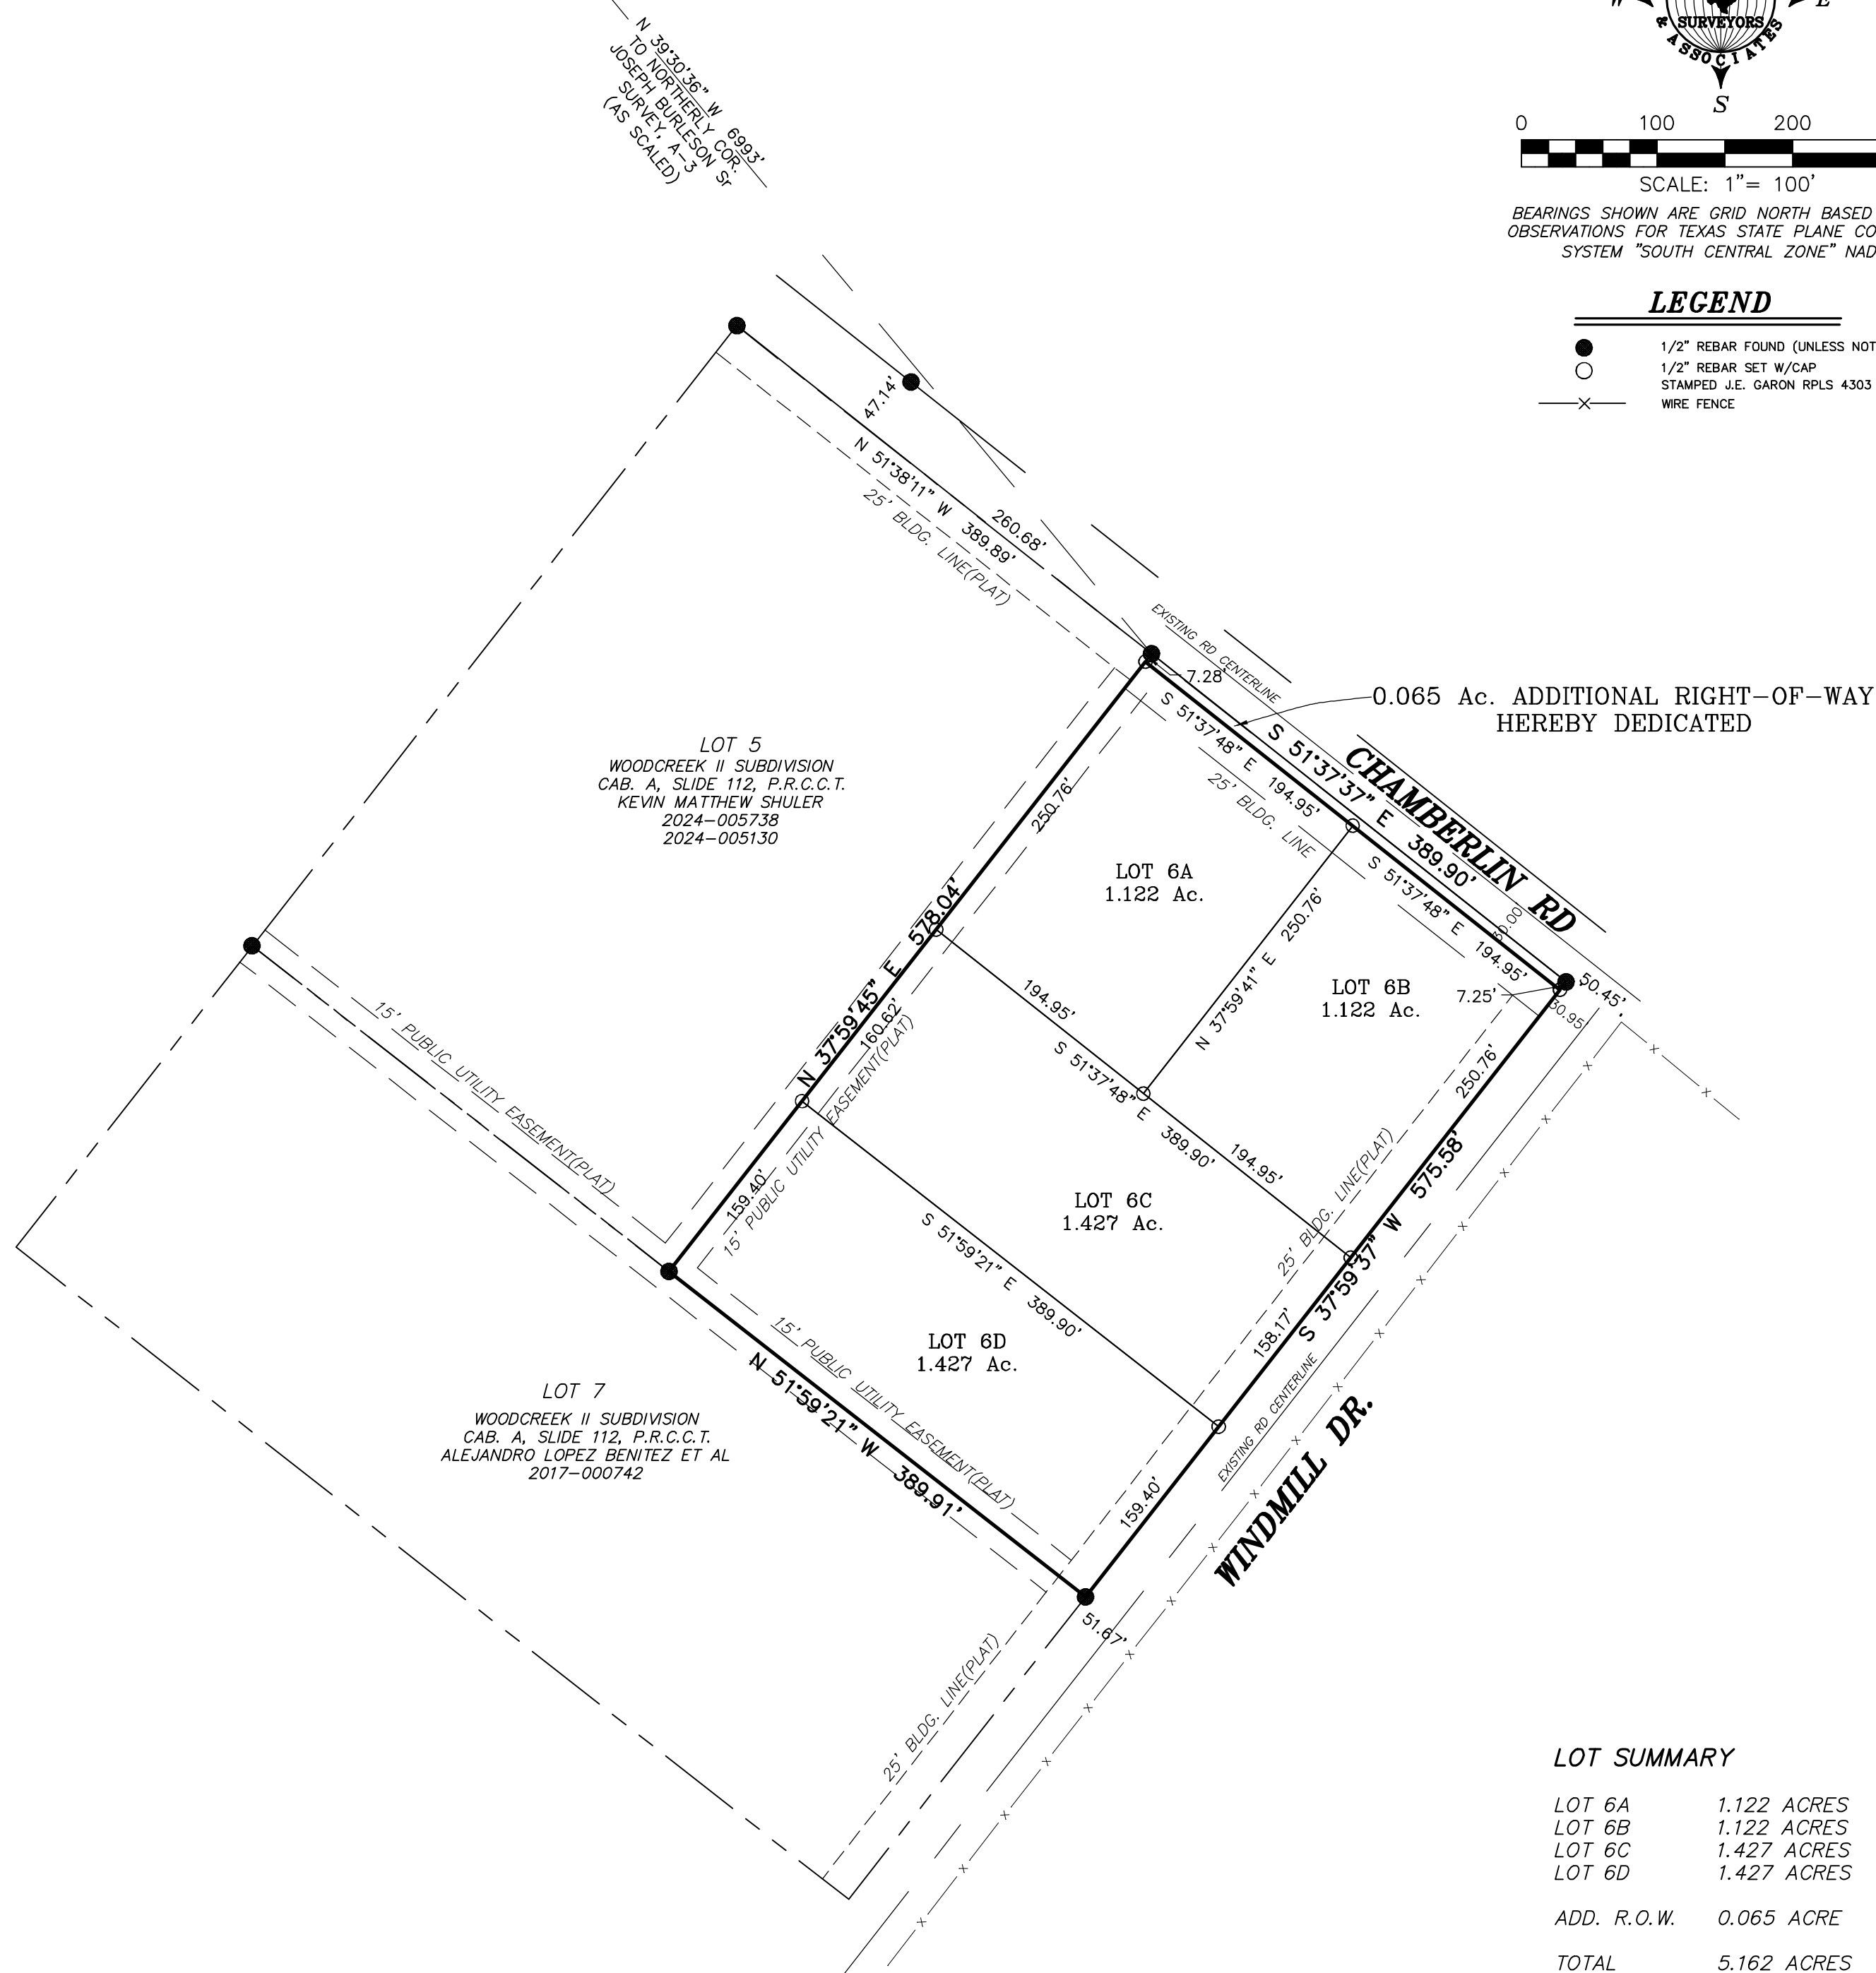 N 39°30'36" W 6993'
TO NORTHERLY COR.
JOSEPH BURLESON Sr
SURVEY, A-3
(AS SCALED)
W
E
SURVEYORS
& ASSOCIATES
S
0 100 200
SCALE: 1"= 100'
BEARINGS SHOWN ARE GRID NORTH BASED
OBSERVATIONS FOR TEXAS STATE PLANE CO
SYSTEM "SOUTH CENTRAL ZONE" NAD
LEGEND
1/2" REBAR FOUND (UNLESS NOT
1/2" REBAR SET W/CAP
STAMPED J.E. GARON RPLS 4303
WIRE FENCE
47.14'
N 51°38'11" W 389.89'
260.68'
25' BLDG. LINE(PLAT)
EXISTING RD CENTERLINE
7.28'
0.065 Ac. ADDITIONAL RIGHT-OF-WAY
HEREBY DEDICATED
S 51°37'48" E 194.95'
S 51°37'37" E 389.90'
CHAMBERLIN RD
25' BLDG. LINE
S 51°37'48" E 194.95'
50.00
LOT 5
WOODCREEK II SUBDIVISION
CAB. A, SLIDE 112, P.R.C.C.T.
KEVIN MATTHEW SHULER
2024-005738
2024-005130
250.76'
LOT 6A
1.122 Ac.
N 37°59'41" E 250.76'
LOT 6B
1.122 Ac.
7.25'
50.45'
30.95'
250.76'
N 37°59'45" E 578.04'
160.62'
15' PUBLIC UTILITY EASEMENT(PLAT)
194.95'
S 51°37'48" E 389.90'
194.95'
15' PUBLIC UTILITY EASEMENT(PLAT)
159.40'
LOT 6C
1.427 Ac.
25' BLDG. LINE(PLAT)
S 37°59'37" W 575.58'
158.17'
S 51°59'21" E 389.90'
LOT 6D
1.427 Ac.
15' PUBLIC UTILITY EASEMENT(PLAT)
N 51°59'21" W 389.91'
EXISTING RD CENTERLINE
WINDMILL DR.
159.40'
LOT 7
WOODCREEK II SUBDIVISION
CAB. A, SLIDE 112, P.R.C.C.T.
ALEJANDRO LOPEZ BENITEZ ET AL
2017-000742
51.67'
25' BLDG. LINE(PLAT)
LOT SUMMARY
LOT 6A 1.122 ACRES
LOT 6B 1.122 ACRES
LOT 6C 1.427 ACRES
LOT 6D 1.427 ACRES
ADD. R.O.W. 0.065 ACRE
TOTAL 5.162 ACRES